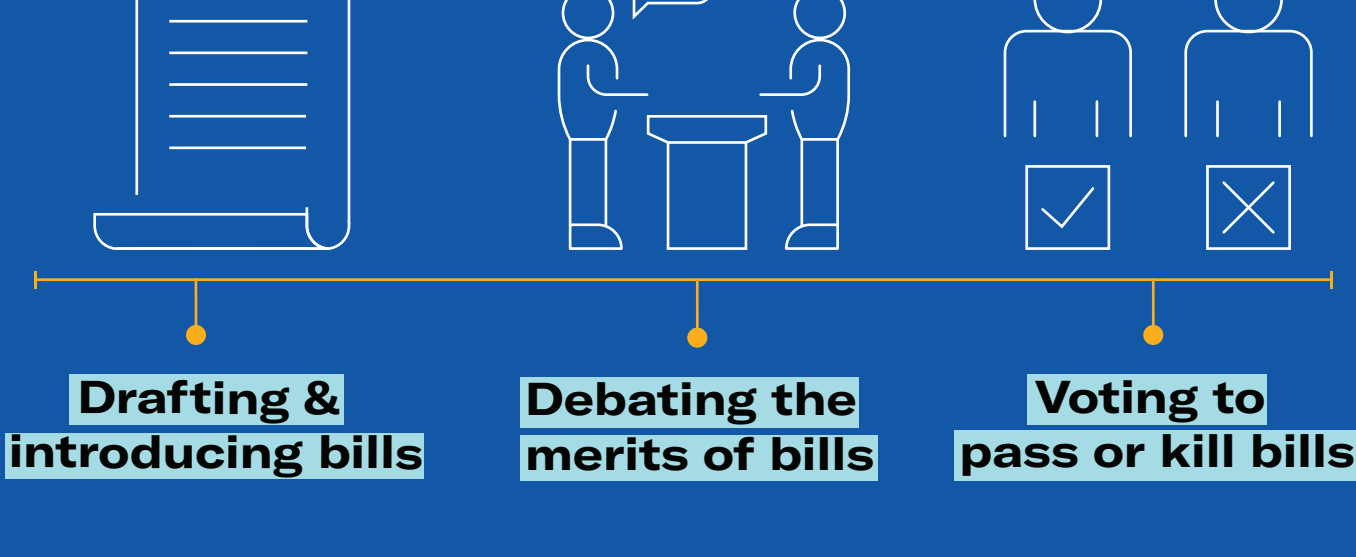 Drafting &
introducing bills
Debating the
merits of bills
Voting to
pass or kill bills